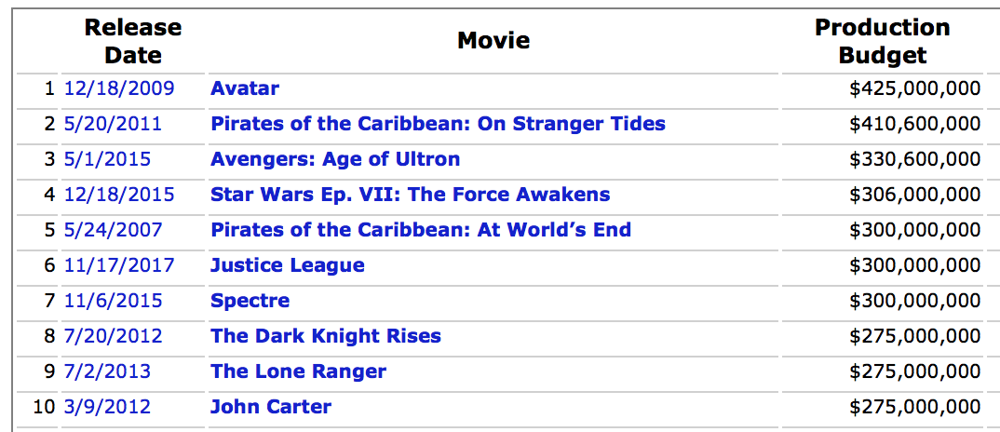 Release Date Movie Production Budget
1 12/18/2009 Avatar $425,000,000
2 5/20/2011 Pirates of the Caribbean: On Stranger Tides $410,600,000
3 5/1/2015 Avengers: Age of Ultron $330,600,000
4 12/18/2015 Star Wars Ep. VII: The Force Awakens $306,000,000
5 5/24/2007 Pirates of the Caribbean: At World’s End $300,000,000
6 11/17/2017 Justice League $300,000,000
7 11/6/2015 Spectre $300,000,000
8 7/20/2012 The Dark Knight Rises $275,000,000
9 7/2/2013 The Lone Ranger $275,000,000
10 3/9/2012 John Carter $275,000,000